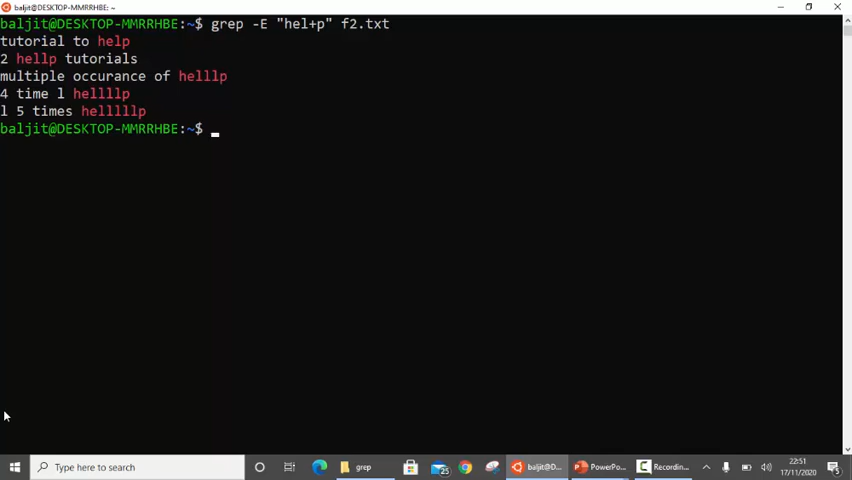 baljit@DESKTOP-MMRRHBE: ~
baljit@DESKTOP-MMRRHBE:~$ grep -E "hel+p" f2.txt
tutorial to help
2 hellp tutorials
multiple occurance of helllp
4 time l hellllp
l 5 times helllllp
baljit@DESKTOP-MMRRHBE:~$
Type here to search
grep
25
baljit@D...
PowerPo...
Recordin...
22:51
17/11/2020
5